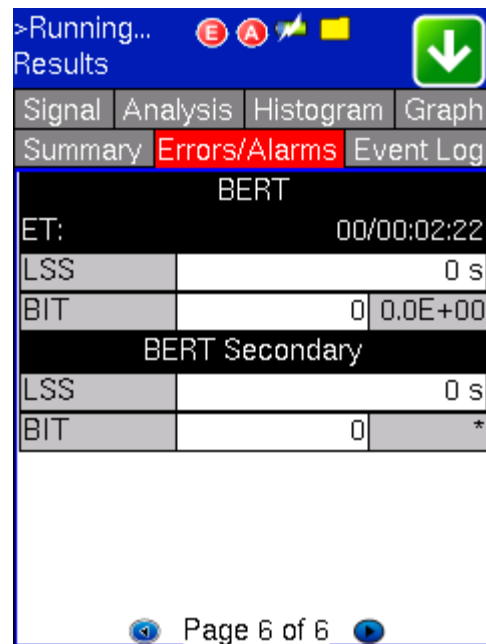 >Running...
E A
Results
Signal Analysis Histogram Graph
Summary Errors/Alarms Event Log
BERT
ET: 00/00:02:22
LSS 0 s
BIT 0 0.0E+00
BERT Secondary
LSS 0 s
BIT 0 *
Page 6 of 6